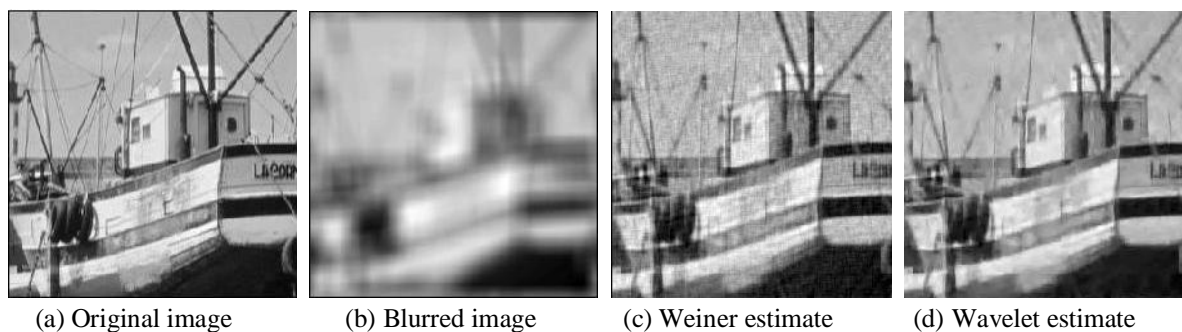 (a) Original image
(b) Blurred image
(c) Weiner estimate
(d) Wavelet estimate